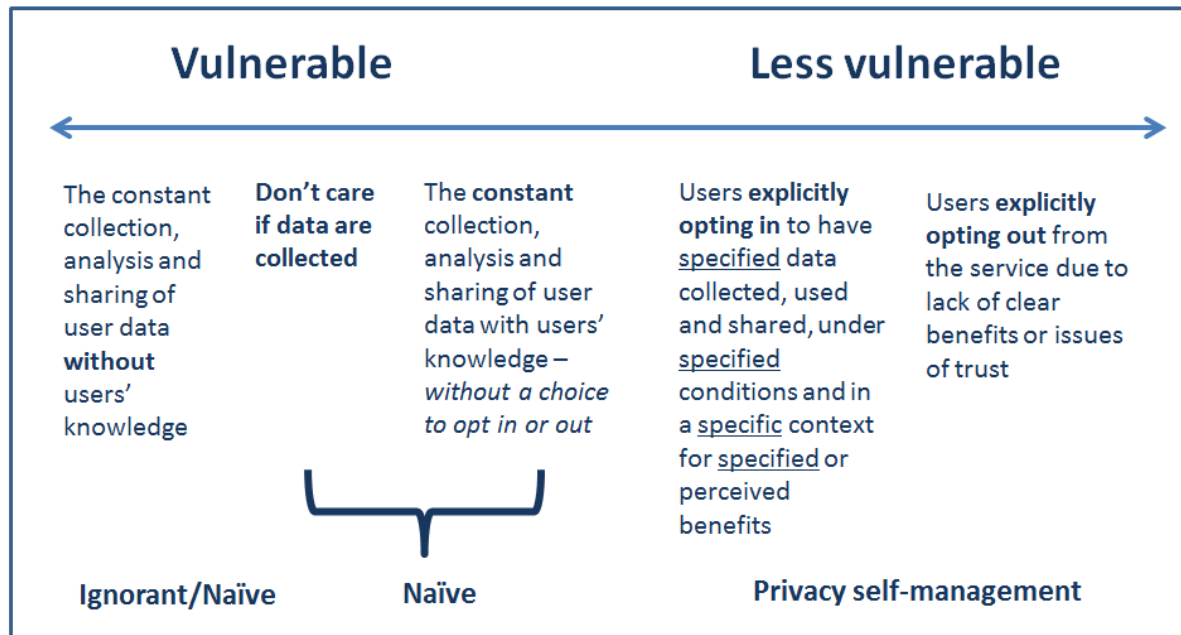 Vulnerable
Less vulnerable
The constant
collection,
analysis and
sharing of
user data
without
users’
knowledge
Don’t care
if data are
collected
The constant
collection,
analysis and
sharing of user
data with users’
knowledge –
without a choice
to opt in or out
Users explicitly
opting in to have
specified data
collected, used
and shared, under
specified
conditions and in
a specific context
for specified or
perceived
benefits
Users explicitly
opting out from
the service due to
lack of clear
benefits or issues
of trust
Ignorant/Naïve
Naïve
Privacy self-management